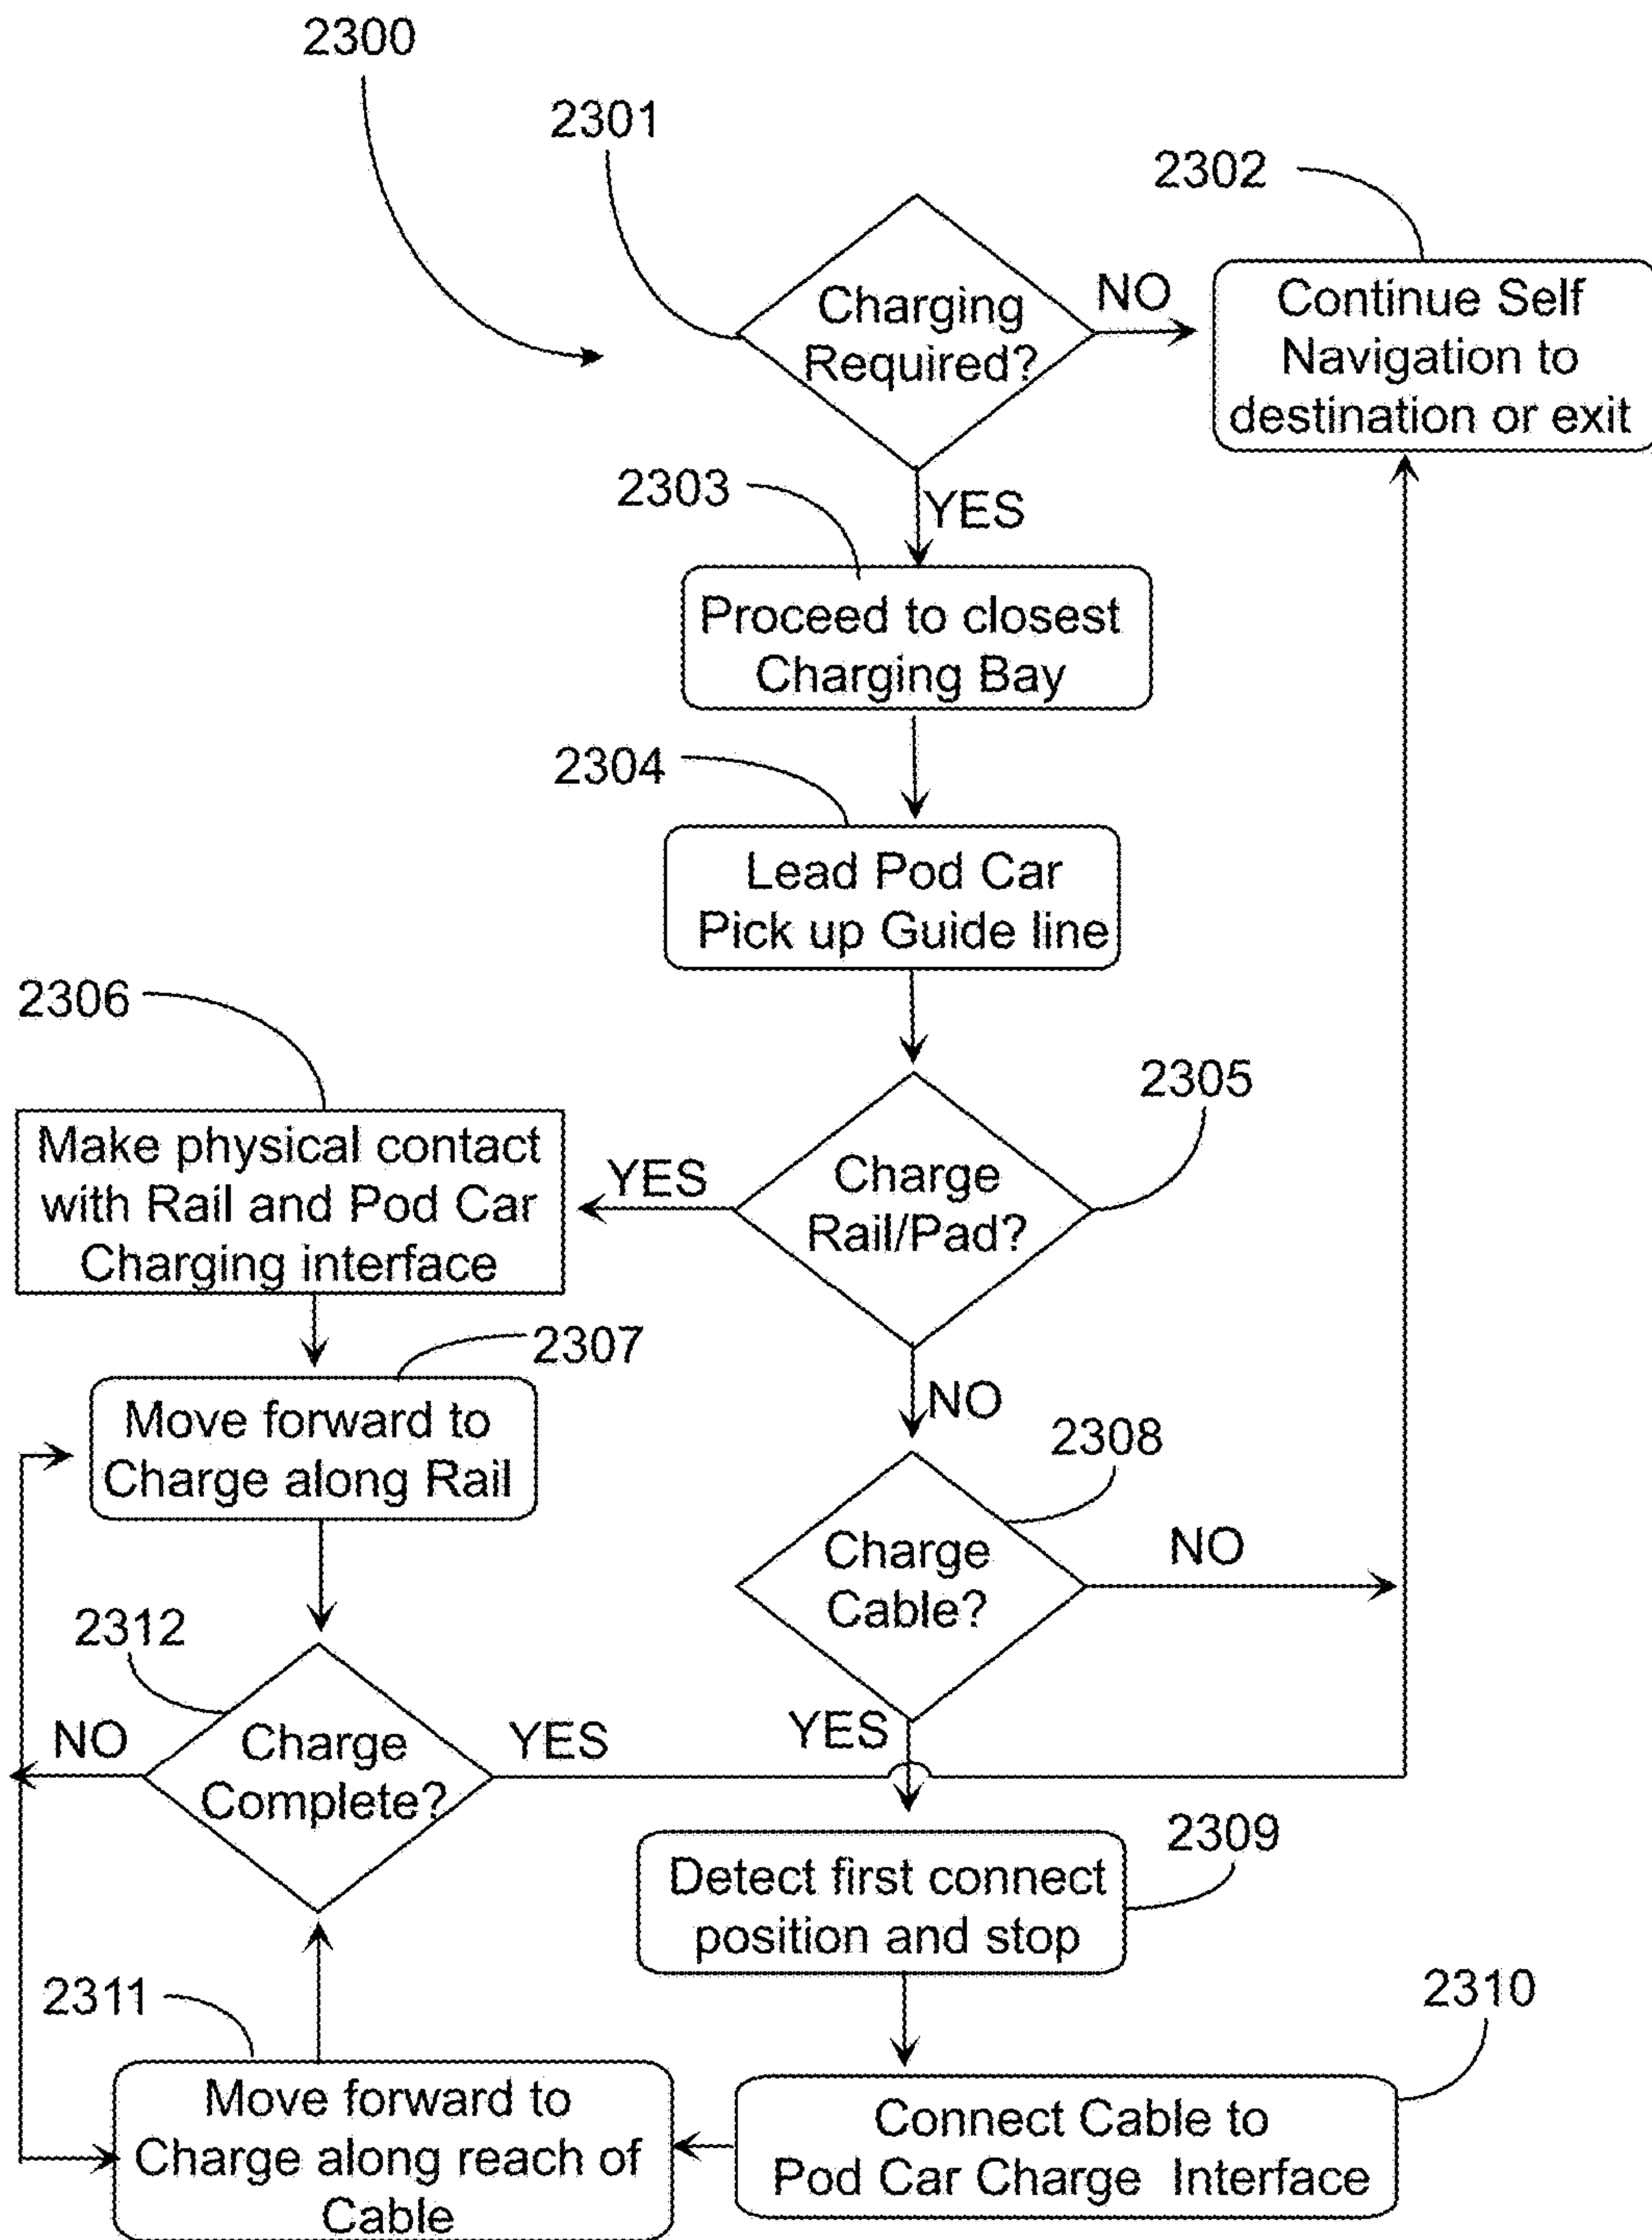 2300
2301
2302
Charging
Required?
NO
Continue Self
Navigation to
destination or exit
2303
YES
Proceed to closest
Charging Bay
2304
Lead Pod Car
Pick up Guide line
2306
2305
Make physical contact
with Rail and Pod Car
Charging interface
YES
Charge
Rail/Pad?
2307
NO
Move forward to
Charge along Rail
2308
Charge
Cable?
NO
2312
NO
Charge
Complete?
YES
YES
2309
Detect first connect
position and stop
2311
2310
Move forward to
Charge along reach of
Cable
Connect Cable to
Pod Car Charge Interface